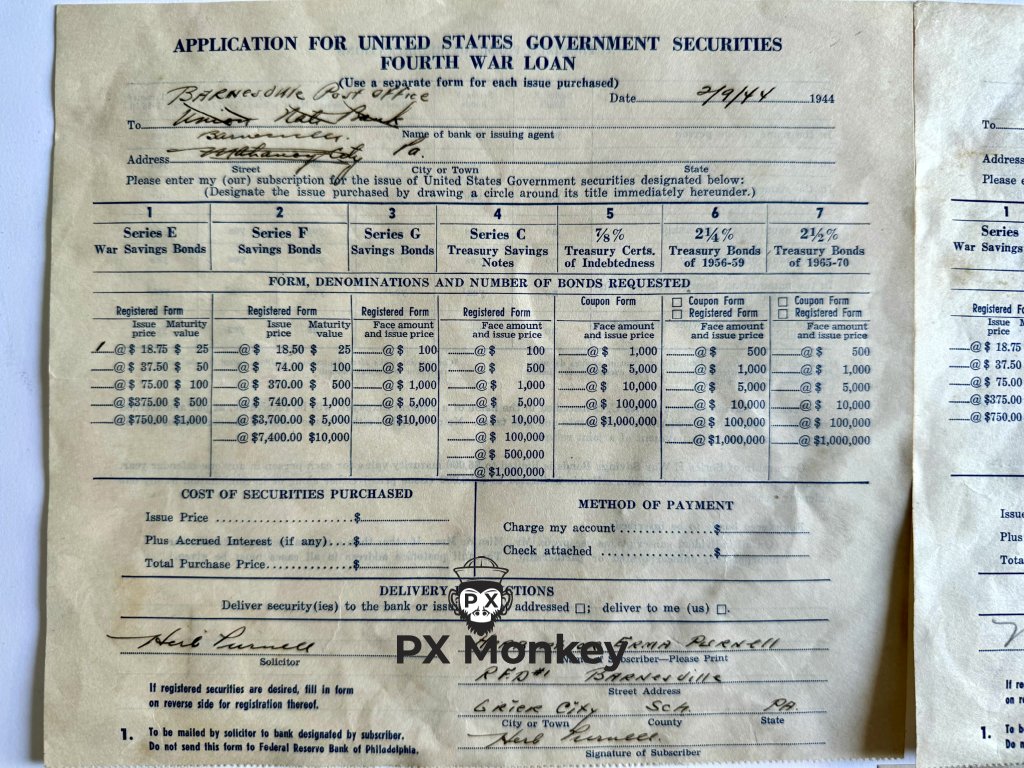 APPLICATION FOR UNITED STATES GOVERNMENT SECURITIES
FOURTH WAR LOAN
(Use a separate form for each issue purchased)
BARNESville Post office
Date 2/9/44 1944
To Union Bank
Name of bank or issuing agent
Barnesville.
Address Mahanoy City Pa.
Street City or Town State
Please enter my (our) subscription for the issue of United States Government securities designated below:
(Designate the issue purchased by drawing a circle around its title immediately hereunder.)
1 2 3 4 5 6 7
Series E Series F Series G Series C 7/8% 2¼% 2½%
War Savings Bonds Savings Bonds Savings Bonds Treasury Savings Treasury Certs. Treasury Bonds Treasury Bonds
Notes of Indebtedness of 1956-59 of 1965-70
FORM, DENOMINATIONS AND NUMBER OF BONDS REQUESTED
Coupon Form Coupon Form Coupon Form
Registered Form Registered Form Registered Form Registered Form Registered Form Registered Form
Issue Maturity Issue Maturity Face amount Face amount Face amount Face amount Face amount
price value price value and issue price and issue price and issue price and issue price and issue price
1 @ $ 18.75 $ 25 @ $ 18.50 $ 25 @ $ 100 @ $ 100 @ $ 1,000 @ $ 500 @ $ 500
@ $ 37.50 $ 50 @ $ 74.00 $ 100 @ $ 500 @ $ 500 @ $ 5,000 @ $ 1,000 @ $ 1,000
@ $ 75.00 $ 100 @ $ 370.00 $ 500 @ $ 1,000 @ $ 1,000 @ $ 10,000 @ $ 5,000 @ $ 5,000
@ $375.00 $ 500 @ $ 740.00 $ 1,000 @ $ 5,000 @ $ 5,000 @ $ 100,000 @ $ 10,000 @ $ 10,000
@ $750.00 $1,000 @ $3,700.00 $ 5,000 @ $10,000 @ $ 10,000 @ $1,000,000 @ $ 100,000 @ $ 100,000
@ $7,400.00 $10,000 @ $ 100,000 @ $1,000,000 @ $1,000,000
@ $ 500,000
@ $1,000,000
COST OF SECURITIES PURCHASED
METHOD OF PAYMENT
Issue Price $
Charge my account $
Plus Accrued Interest (if any) $
Check attached $
Total Purchase Price $
DELIVERY
Deliver security(ies) to the bank or addressed ; deliver to me (us) .
PX
PX Monkey
Herb Purnell
Solicitor
ERMA PURNELL
Subscriber—Please Print
RFD #1 BARNESville
Street Address
If registered securities are desired, fill in form
on reverse side for registration thereof.
City Sch. PA
City or Town County State
1. To be mailed by solicitor to bank designated by subscriber.
Do not send this form to Federal Reserve Bank of Philadelphia.
Herb Purnell.
Signature of Subscriber
To
Address
Please
1
Series
War Savings
Registered
Issue
price
@ $ 18.75
@ $ 37.50
@ $ 75.00
@ $375.00
@ $750.00
Issue
Plus
Tota
If re
on r
1. To b
Do n